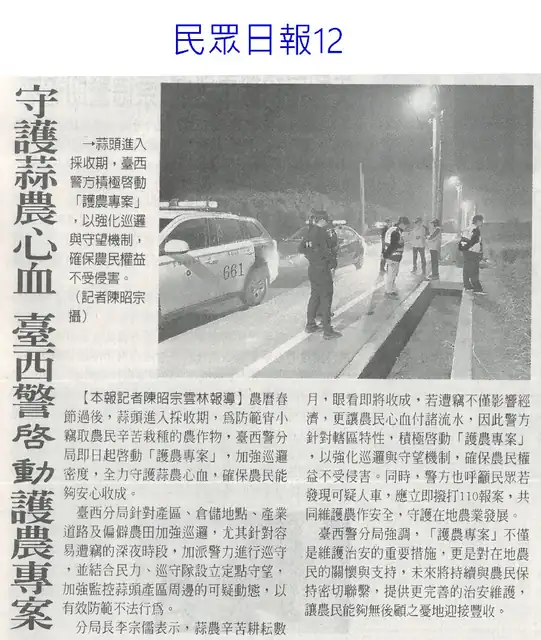 民眾日報12
守護蒜農心血 臺西警啓動護農專案
→蒜頭進入
採收期，臺西
警方積極啓動
「護農專案」
，以強化巡邏
與守望機制，
確保農民權益
不受侵害。
（記者陳昭宗
攝）
661
【本報記者陳昭宗雲林報導】農曆春
節過後，蒜頭進入採收期，爲防範宵小
竊取農民辛苦栽種的農作物，臺西警分
局即日起啓動「護農專案」，加強巡邏
密度，全力守護蒜農心血，確保農民能
夠安心收成。
臺西分局針對產區、倉儲地點、產業
道路及偏僻農田加強巡邏，尤其針對容
易遭竊的深夜時段，加派警力進行巡守
，並結合民力、巡守隊設立定點守望，
加強監控蒜頭產區周邊的可疑動態，以
有效防範不法行爲。
分局長李宗儒表示，蒜農辛苦耕耘數
月，眼看即將收成，若遭竊不僅影響經
濟，更讓農民心血付諸流水，因此警方
針對轄區特性，積極啓動「護農專案」
，以強化巡邏與守望機制，確保農民權
益不受侵害。同時，警方也呼籲民眾若
發現可疑人車，應立即撥打110報案，共
同維護農作安全，守護在地農業發展。
臺西警分局強調，「護農專案」不僅
是維護治安的重要措施，更是對在地農
民的關懷與支持，未來將持續與農民保
持密切聯繫，提供更完善的治安維護，
讓農民能夠無後顧之憂地迎接豐收。